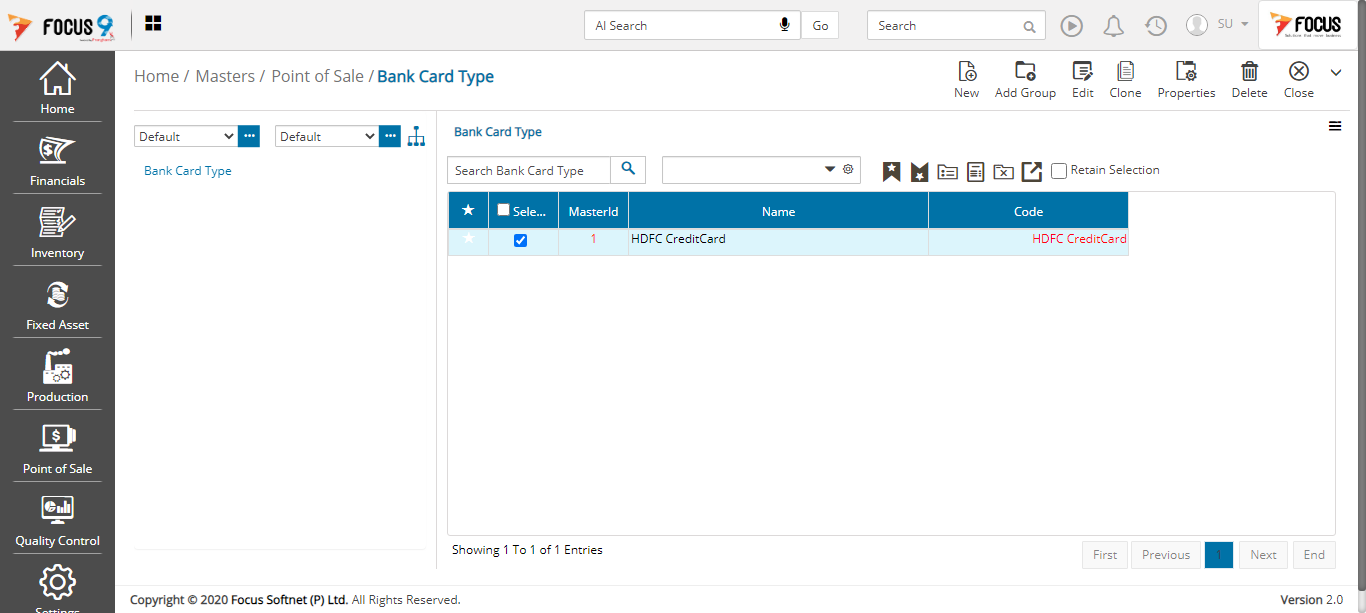 FOCUS 9
AI Search
Go
Search
SU
FOCUS
Home
Financials
Inventory
Fixed Asset
Production
Point of Sale
Quality Control
Settings
Home / Masters / Point of Sale / Bank Card Type
New
Add Group
Edit
Clone
Properties
Delete
Close
Default
Default
Bank Card Type
Bank Card Type
Search Bank Card Type
Retain Selection
Sele... MasterId Name Code
1 HDFC CreditCard HDFC CreditCard
Showing 1 To 1 of 1 Entries
First Previous 1 Next End
Copyright © 2020 Focus Softnet (P) Ltd. All Rights Reserved.
Version 2.0